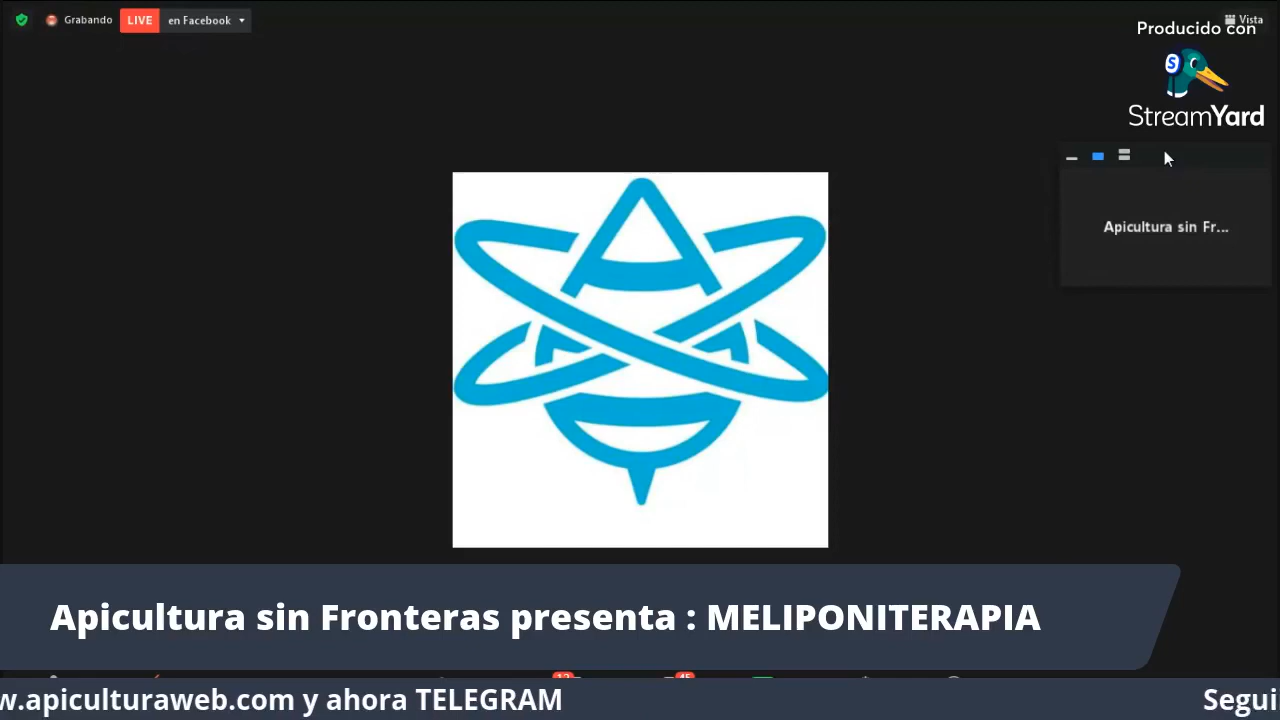 Grabando
LIVE en Facebook
Vista
Producido con
S
StreamYard
Apicultura sin Fr...
Apicultura sin Fronteras presenta : MELIPONITERAPIA
w.apiculturaweb.com y ahora TELEGRAM
Segui